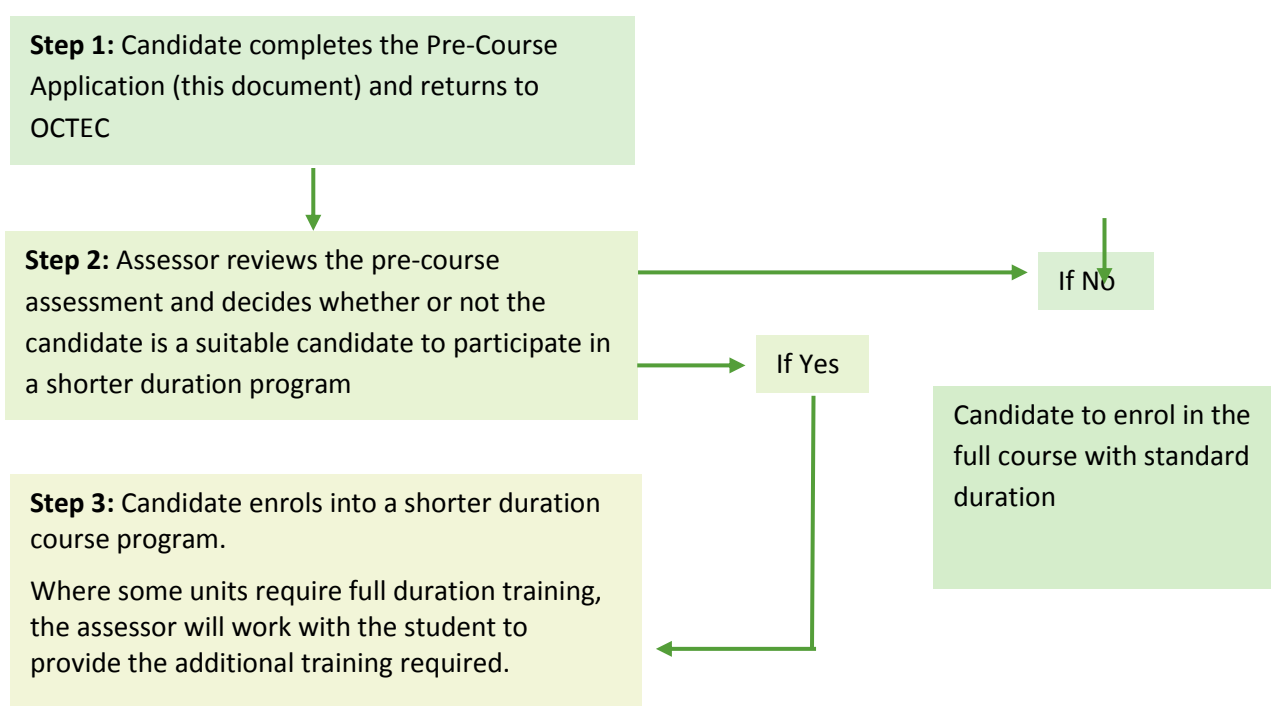 Step 1: Candidate completes the Pre-Course
Application (this document) and returns to
OCTEC
Step 2: Assessor reviews the pre-course
assessment and decides whether or not the
candidate is a suitable candidate to participate in
a shorter duration program
If No
If Yes
Candidate to enrol in the
full course with standard
duration
Step 3: Candidate enrols into a shorter duration
course program.
Where some units require full duration training,
the assessor will work with the student to
provide the additional training required.